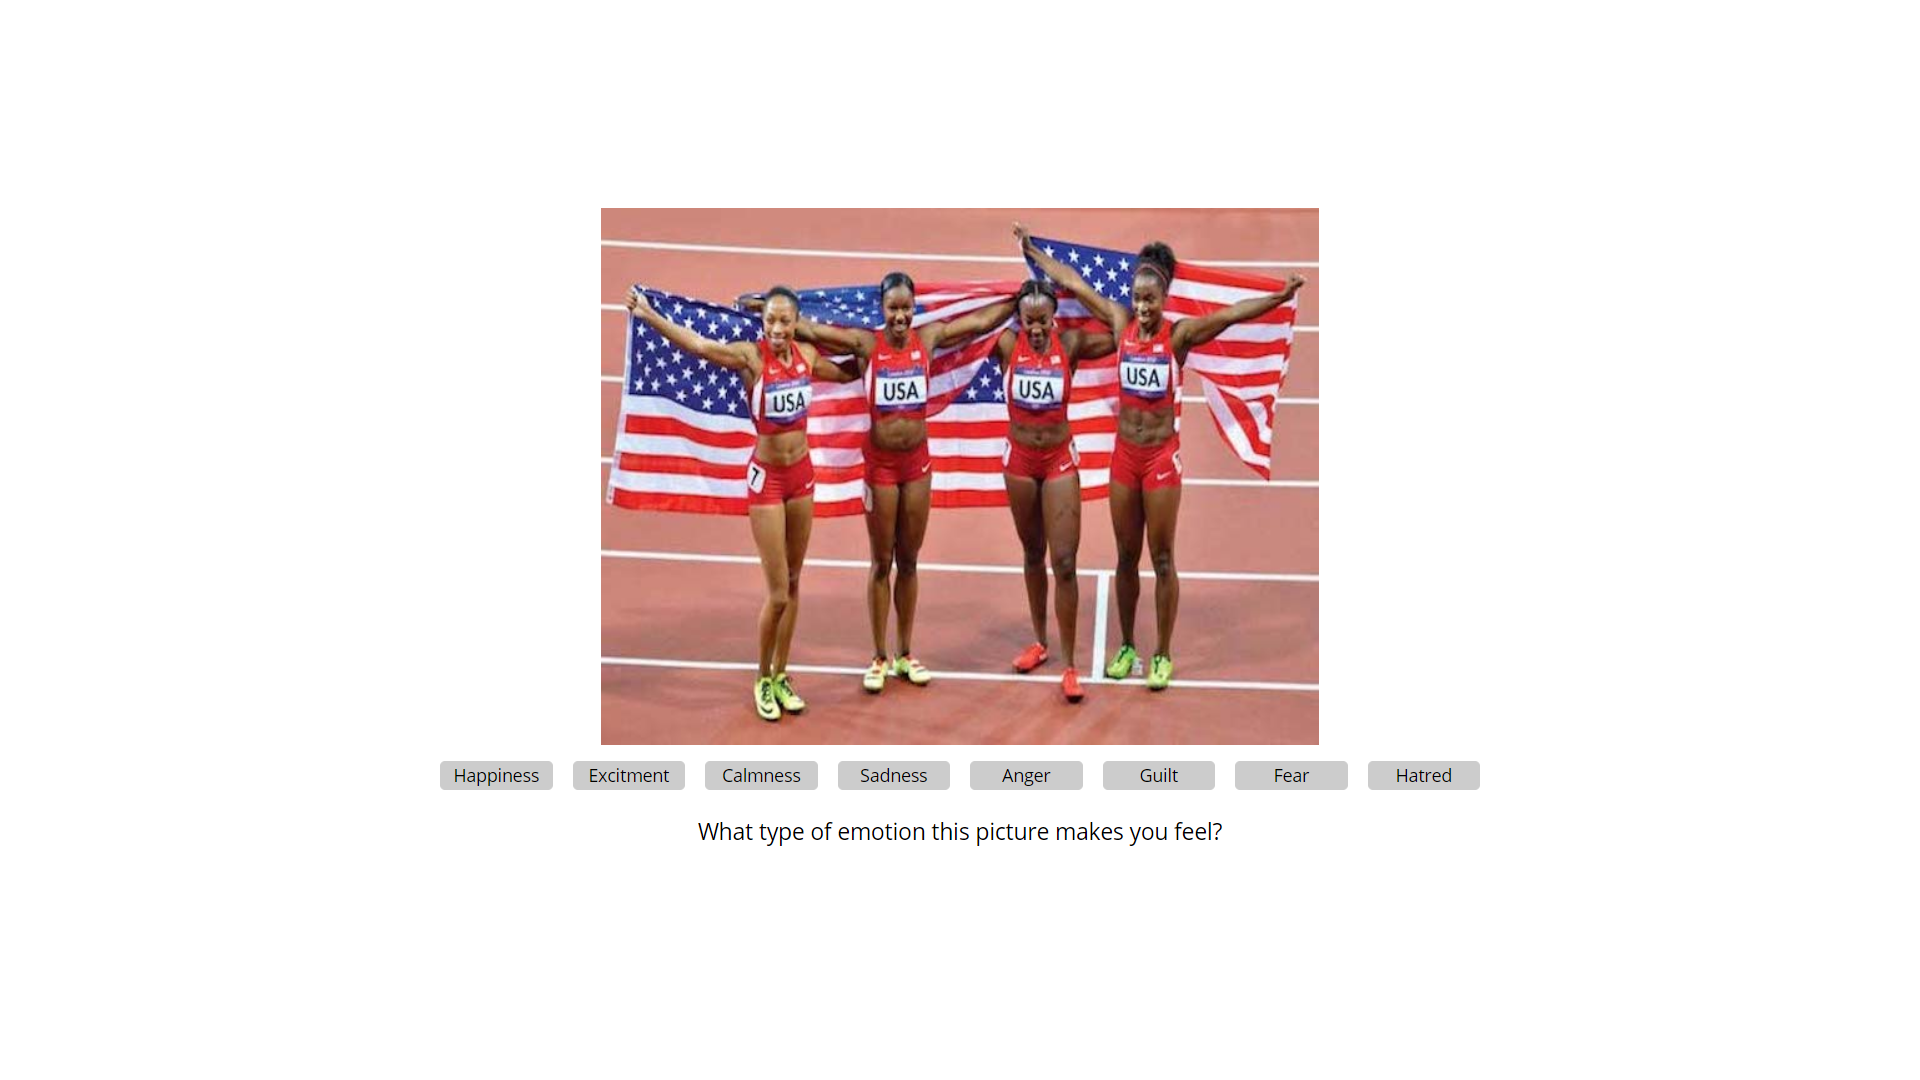 USA
USA
USA
USA
7
Happiness
Excitment
Calmness
Sadness
Anger
Guilt
Fear
Hatred
What type of emotion this picture makes you feel?